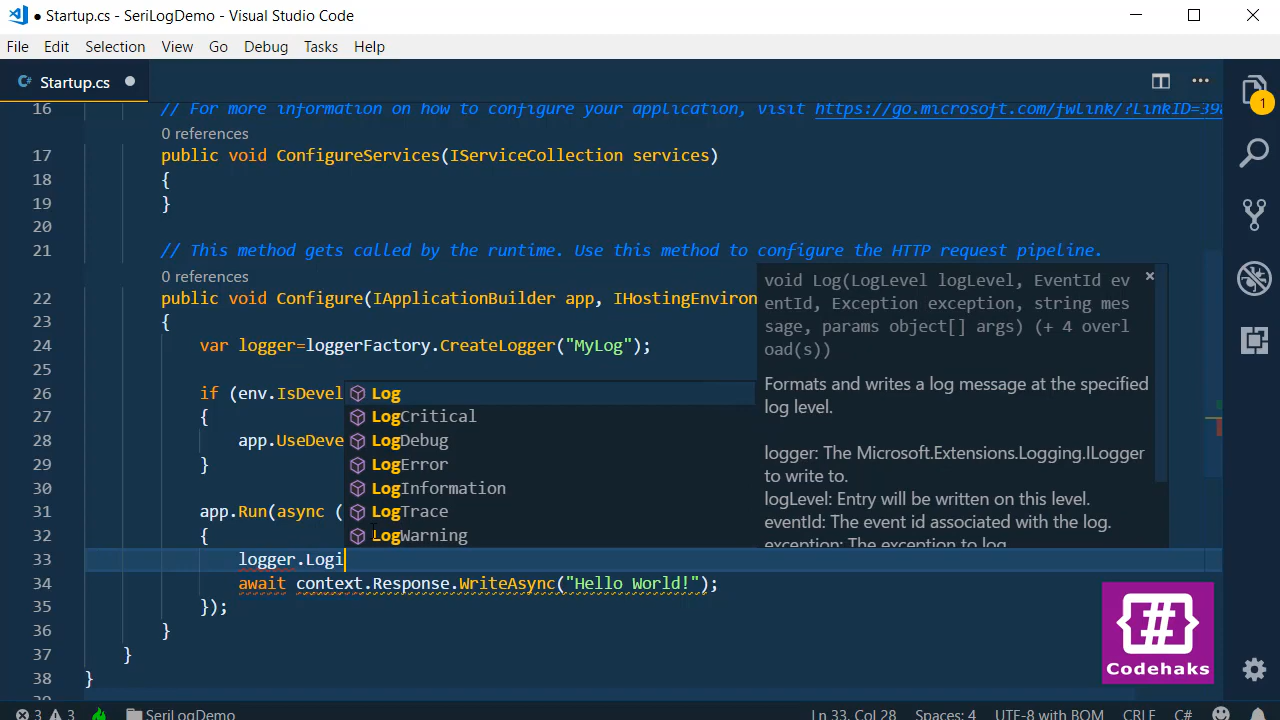 ● Startup.cs - SeriLogDemo - Visual Studio Code
File Edit Selection View Go Debug Tasks Help
C# Startup.cs ●
16 // For more information on how to configure your application, visit https://go.microsoft.com/fwlink/?LinkID=398
0 references
17 public void ConfigureServices(IServiceCollection services)
18 {
19 }
20
21 // This method gets called by the runtime. Use this method to configure the HTTP request pipeline.
0 references
22 public void Configure(IApplicationBuilder app, IHostingEnviron
23 {
24 var logger=loggerFactory.CreateLogger("MyLog");
25
26 if (env.IsDevel
27 {
28 app.UseDeve
29 }
30
31 app.Run(async (
32 {
33 logger.Logi
34 await context.Response.WriteAsync("Hello World!");
35 });
36 }
37 }
38 }
39
Log
LogCritical
LogDebug
LogError
LogInformation
LogTrace
LogWarning
void Log(LogLevel logLevel, EventId ev
entId, Exception exception, string mes
sage, params object[] args) (+ 4 overl
oad(s))
Formats and writes a log message at the specified
log level.
logger: The Microsoft.Extensions.Logging.ILogger
to write to.
logLevel: Entry will be written on this level.
eventId: The event id associated with the log.
exception: The exception to log.
1
{#}
Codehaks
3 3 SeriLogDemo Ln 33, Col 28 Spaces: 4 UTF-8 with BOM CRLF C#